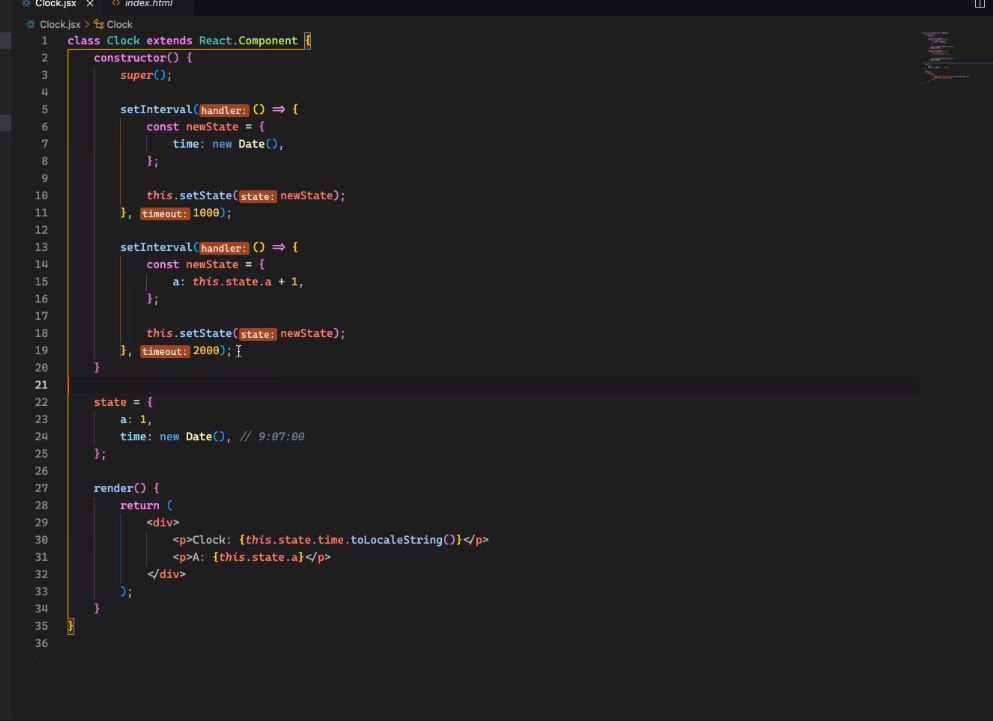 Clock.jsx × <> index.html
Clock.jsx > Clock
1 class Clock extends React.Component {
2 constructor() {
3 super();
4
5 setInterval(handler: () => {
6 const newState = {
7 time: new Date(),
8 };
9
10 this.setState(state: newState);
11 }, timeout: 1000);
12
13 setInterval(handler: () => {
14 const newState = {
15 a: this.state.a + 1,
16 };
17
18 this.setState(state: newState);
19 }, timeout: 2000);
20 }
21
22 state = {
23 a: 1,
24 time: new Date(), // 9:07:00
25 };
26
27 render() {
28 return (
29 <div>
30 <p>Clock: {this.state.time.toLocaleString()}</p>
31 <p>A: {this.state.a}</p>
32 </div>
33 );
34 }
35 }
36